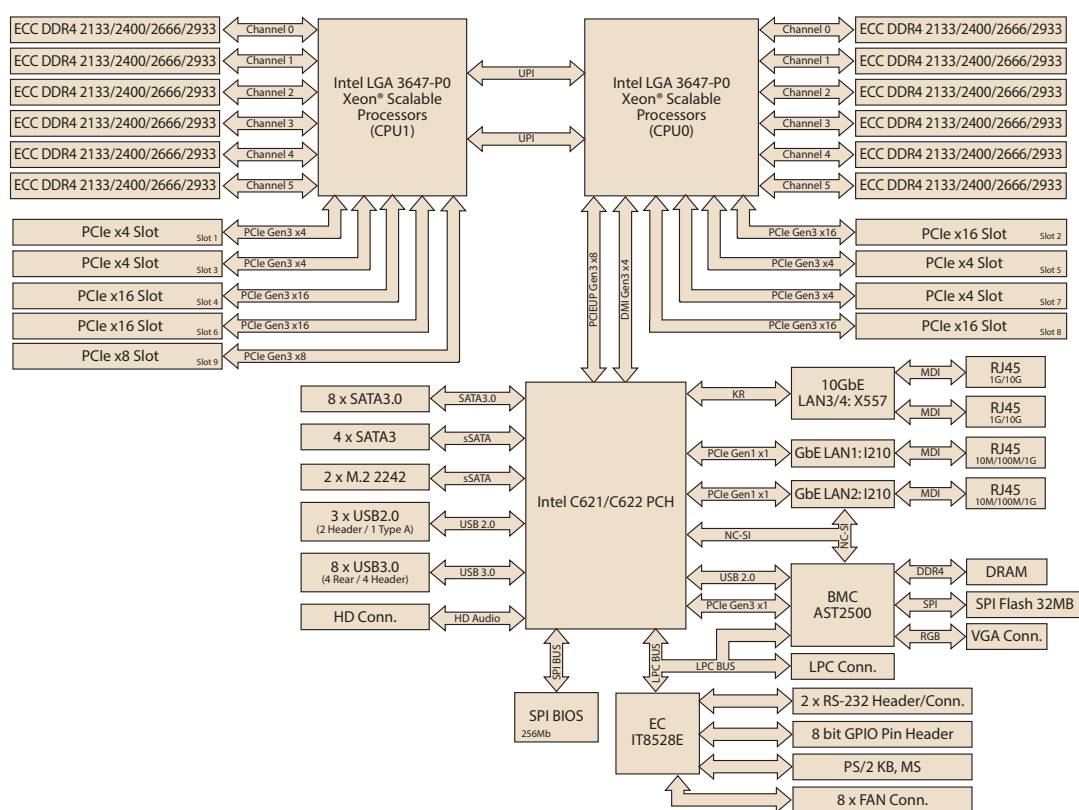 ECC DDR4 2133/2400/2666/2933
Channel 0
ECC DDR4 2133/2400/2666/2933
Channel 1
ECC DDR4 2133/2400/2666/2933
Channel 2
ECC DDR4 2133/2400/2666/2933
Channel 3
ECC DDR4 2133/2400/2666/2933
Channel 4
ECC DDR4 2133/2400/2666/2933
Channel 5
Intel LGA 3647-P0
Xeon® Scalable
Processors
(CPU1)
UPI
UPI
Intel LGA 3647-P0
Xeon® Scalable
Processors
(CPU0)
Channel 0
ECC DDR4 2133/2400/2666/2933
Channel 1
ECC DDR4 2133/2400/2666/2933
Channel 2
ECC DDR4 2133/2400/2666/2933
Channel 3
ECC DDR4 2133/2400/2666/2933
Channel 4
ECC DDR4 2133/2400/2666/2933
Channel 5
ECC DDR4 2133/2400/2666/2933
PCIe x4 Slot
Slot 1
PCIe Gen3 x4
PCIe x4 Slot
Slot 3
PCIe Gen3 x4
PCIe x16 Slot
Slot 4
PCIe Gen3 x16
PCIe x16 Slot
Slot 6
PCIe Gen3 x16
PCIe x8 Slot
Slot 9
PCIe Gen3 x8
PCIEUP Gen3 x8
DMI Gen3 x4
PCIe Gen3 x16
PCIe x16 Slot
Slot 2
PCIe Gen3 x4
PCIe x4 Slot
Slot 5
PCIe Gen3 x4
PCIe x4 Slot
Slot 7
PCIe Gen3 x16
PCIe x16 Slot
Slot 8
8 x SATA3.0
SATA3.0
4 x SATA3
sSATA
2 x M.2 2242
sSATA
3 x USB2.0
(2 Header / 1 Type A)
USB 2.0
8 x USB3.0
(4 Rear / 4 Header)
USB 3.0
HD Conn.
HD Audio
Intel C621/C622 PCH
KR
10GbE
LAN3/4: X557
MDI
RJ45
1G/10G
MDI
RJ45
1G/10G
PCIe Gen1 x1
GbE LAN1: I210
MDI
RJ45
10M/100M/1G
PCIe Gen1 x1
GbE LAN2: I210
MDI
RJ45
10M/100M/1G
NC-SI
NC-SI
USB 2.0
PCIe Gen3 x1
BMC
AST2500
DDR4
DRAM
SPI
SPI Flash 32MB
RGB
VGA Conn.
SPI BUS
LPC BUS
LPC BUS
LPC Conn.
SPI BIOS
256Mb
EC
IT8528E
2 x RS-232 Header/Conn.
8 bit GPIO Pin Header
PS/2 KB, MS
8 x FAN Conn.